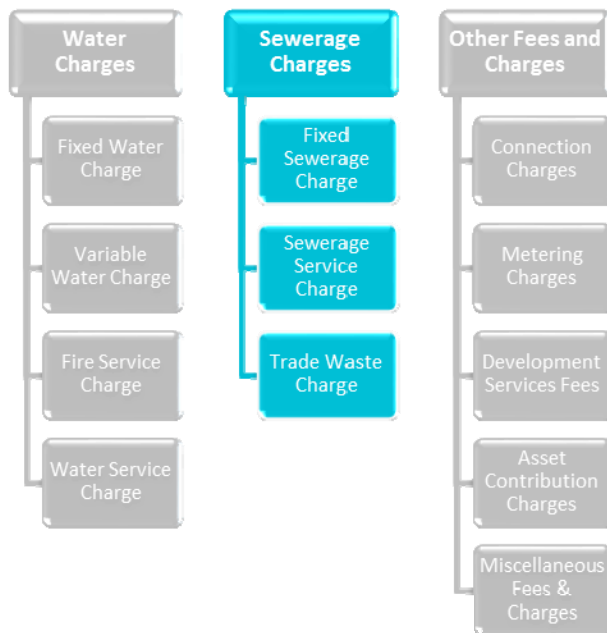 Water
Charges
Fixed Water
Charge
Variable
Water Charge
Fire Service
Charge
Water Service
Charge
Sewerage
Charges
Fixed
Sewerage
Charge
Sewerage
Service
Charge
Trade Waste
Charge
Other Fees and
Charges
Connection
Charges
Metering
Charges
Development
Services Fees
Asset
Contribution
Charges
Miscellaneous
Fees &
Charges